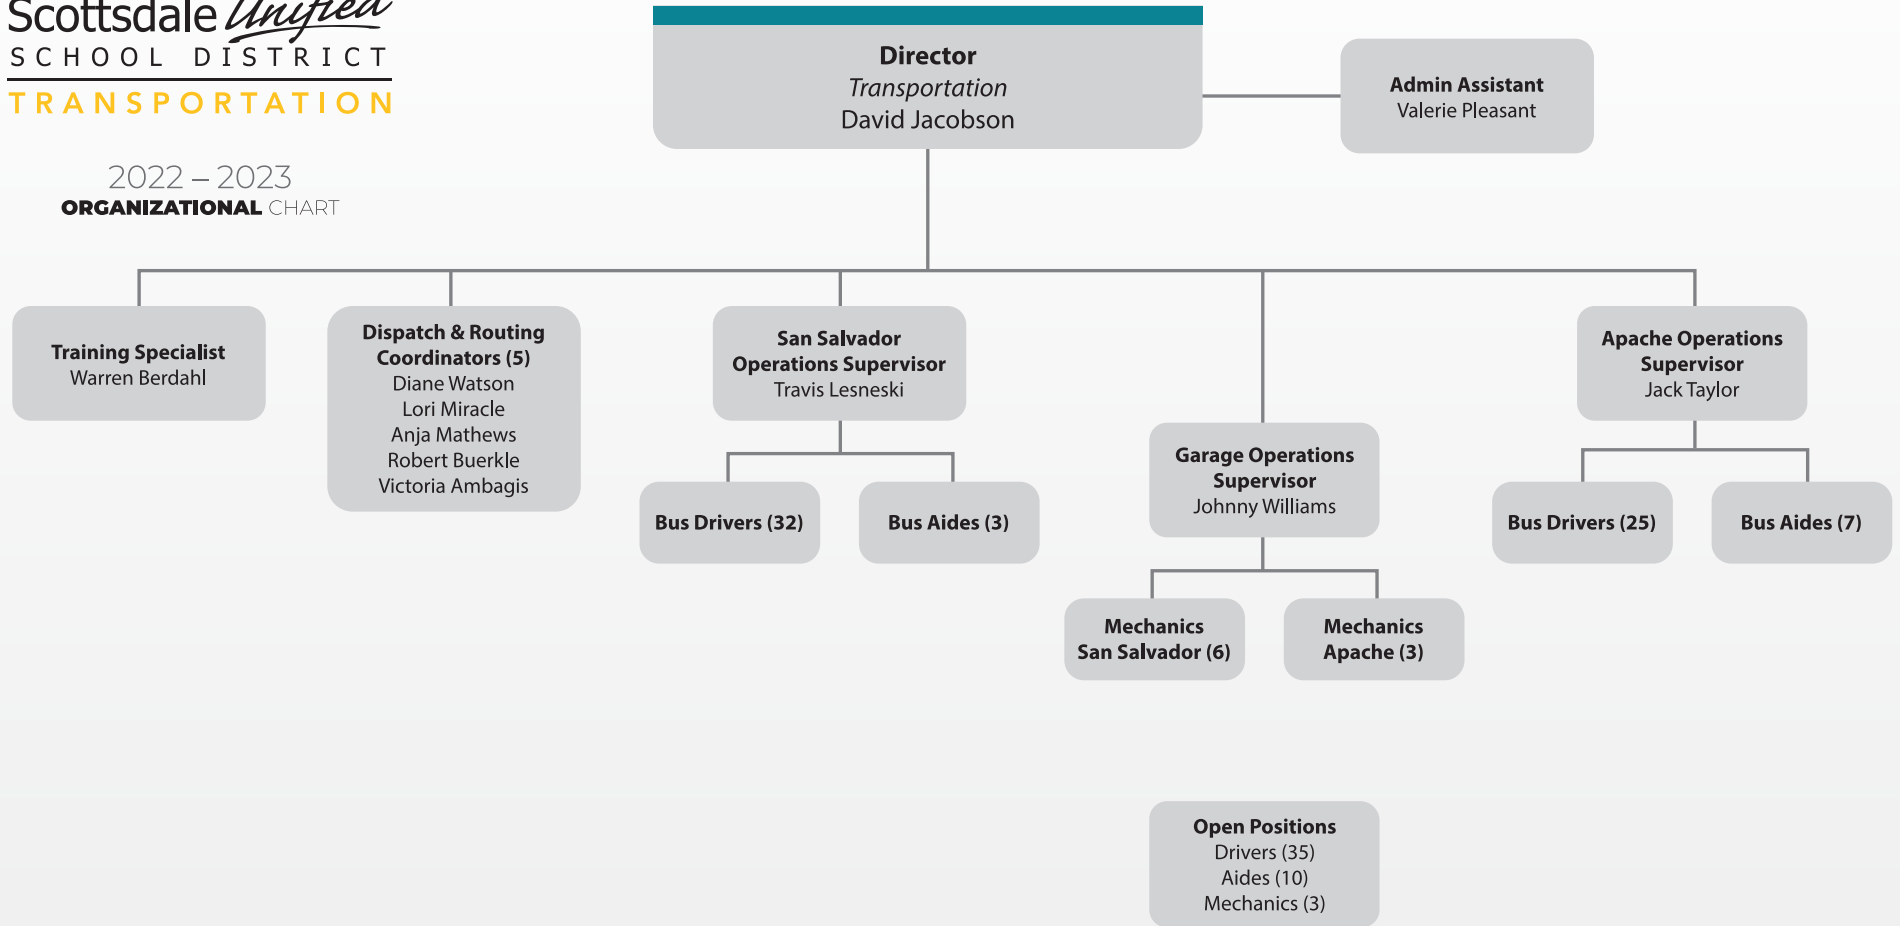 Scottsdale Unified
SCHOOL DISTRICT
TRANSPORTATION
2022 – 2023
ORGANIZATIONAL CHART
Director
Transportation
David Jacobson
Admin Assistant
Valerie Pleasant
Training Specialist
Warren Berdahl
Dispatch & Routing
Coordinators (5)
Diane Watson
Lori Miracle
Anja Mathews
Robert Buerkle
Victoria Ambagis
San Salvador
Operations Supervisor
Travis Lesneski
Bus Drivers (32)
Bus Aides (3)
Garage Operations
Supervisor
Johnny Williams
Mechanics
San Salvador (6)
Mechanics
Apache (3)
Apache Operations
Supervisor
Jack Taylor
Bus Drivers (25)
Bus Aides (7)
Open Positions
Drivers (35)
Aides (10)
Mechanics (3)